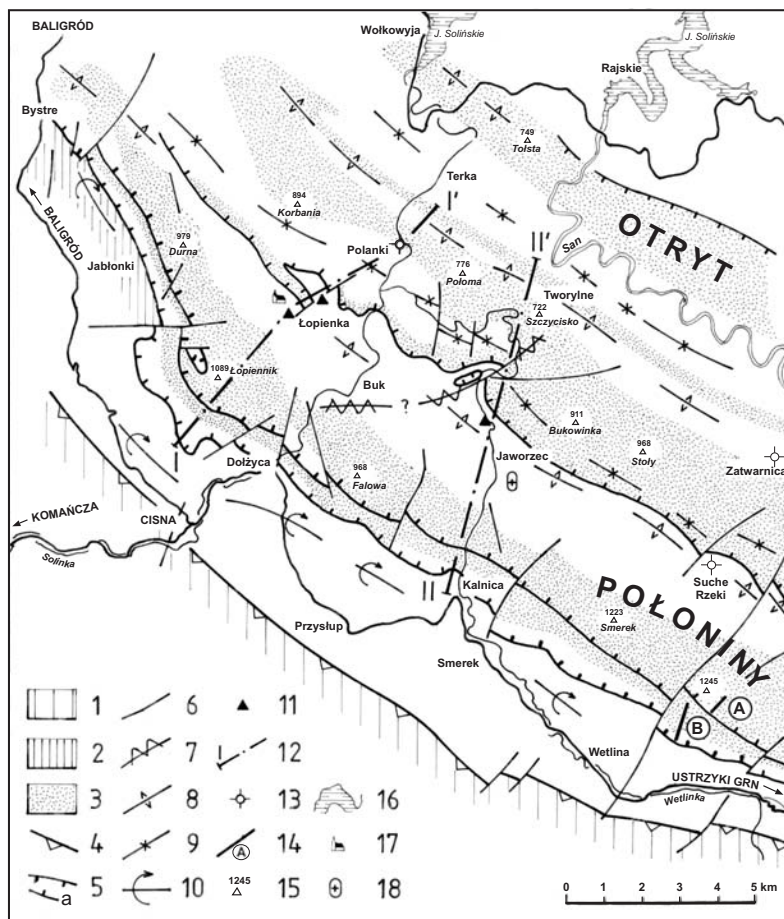 BALIGRÓD
Wołkowyja
J. Solińskie
J. Solińskie
Rajskie
Bystre
749
Tołsta
Terka
I'
894
Korbania
OTRYT
BALIGRÓD
979
Durna
Polanki
II'
San
Jabłonki
776
Połoma
Tworylne
722
Szczycisko
Łopienka
1089
Łopiennik
Buk
?
911
Bukowinka
968
Stoły
I
Jaworzec
Zatwarnica
Dołżyca
968
Falowa
KOMAŃCZA
CISNA
Solinka
Suche
Rzeki
II
Kalnica
POŁONINY
1223
Smerek
Przysłup
Smerek
1245
A
B
Wetlina
USTRZYKI GRN
Wetlinka
1 6 11
2 7 I 12
3 8 13 16
4 9 A 14 17
a 5 10 1245 15 18
0 1 2 3 4 5 km